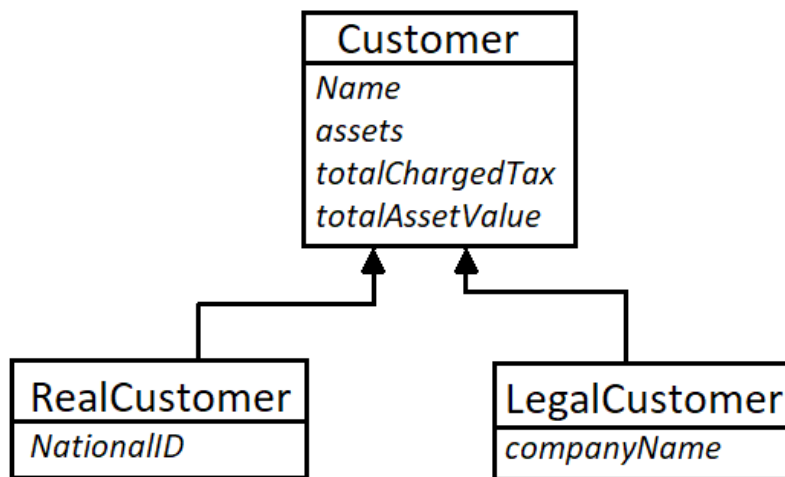 Customer
Name
assets
totalChargedTax
totalAssetValue
RealCustomer
NationalID
LegalCustomer
companyName